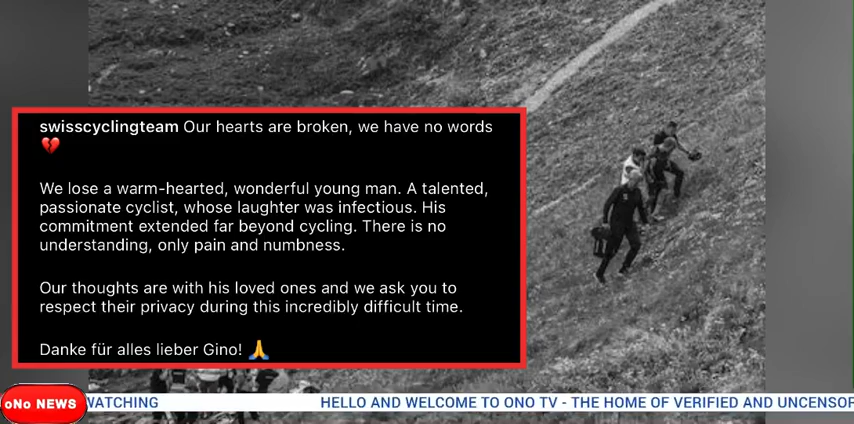 swisscyclingteam Our hearts are broken, we have no words
💔
We lose a warm-hearted, wonderful young man. A talented,
passionate cyclist, whose laughter was infectious. His
commitment extended far beyond cycling. There is no
understanding, only pain and numbness.
Our thoughts are with his loved ones and we ask you to
respect their privacy during this incredibly difficult time.
Danke für alles lieber Gino! 🙏
oNo NEWS
WATCHING HELLO AND WELCOME TO ONO TV - THE HOME OF VERIFIED AND UNCENSOR